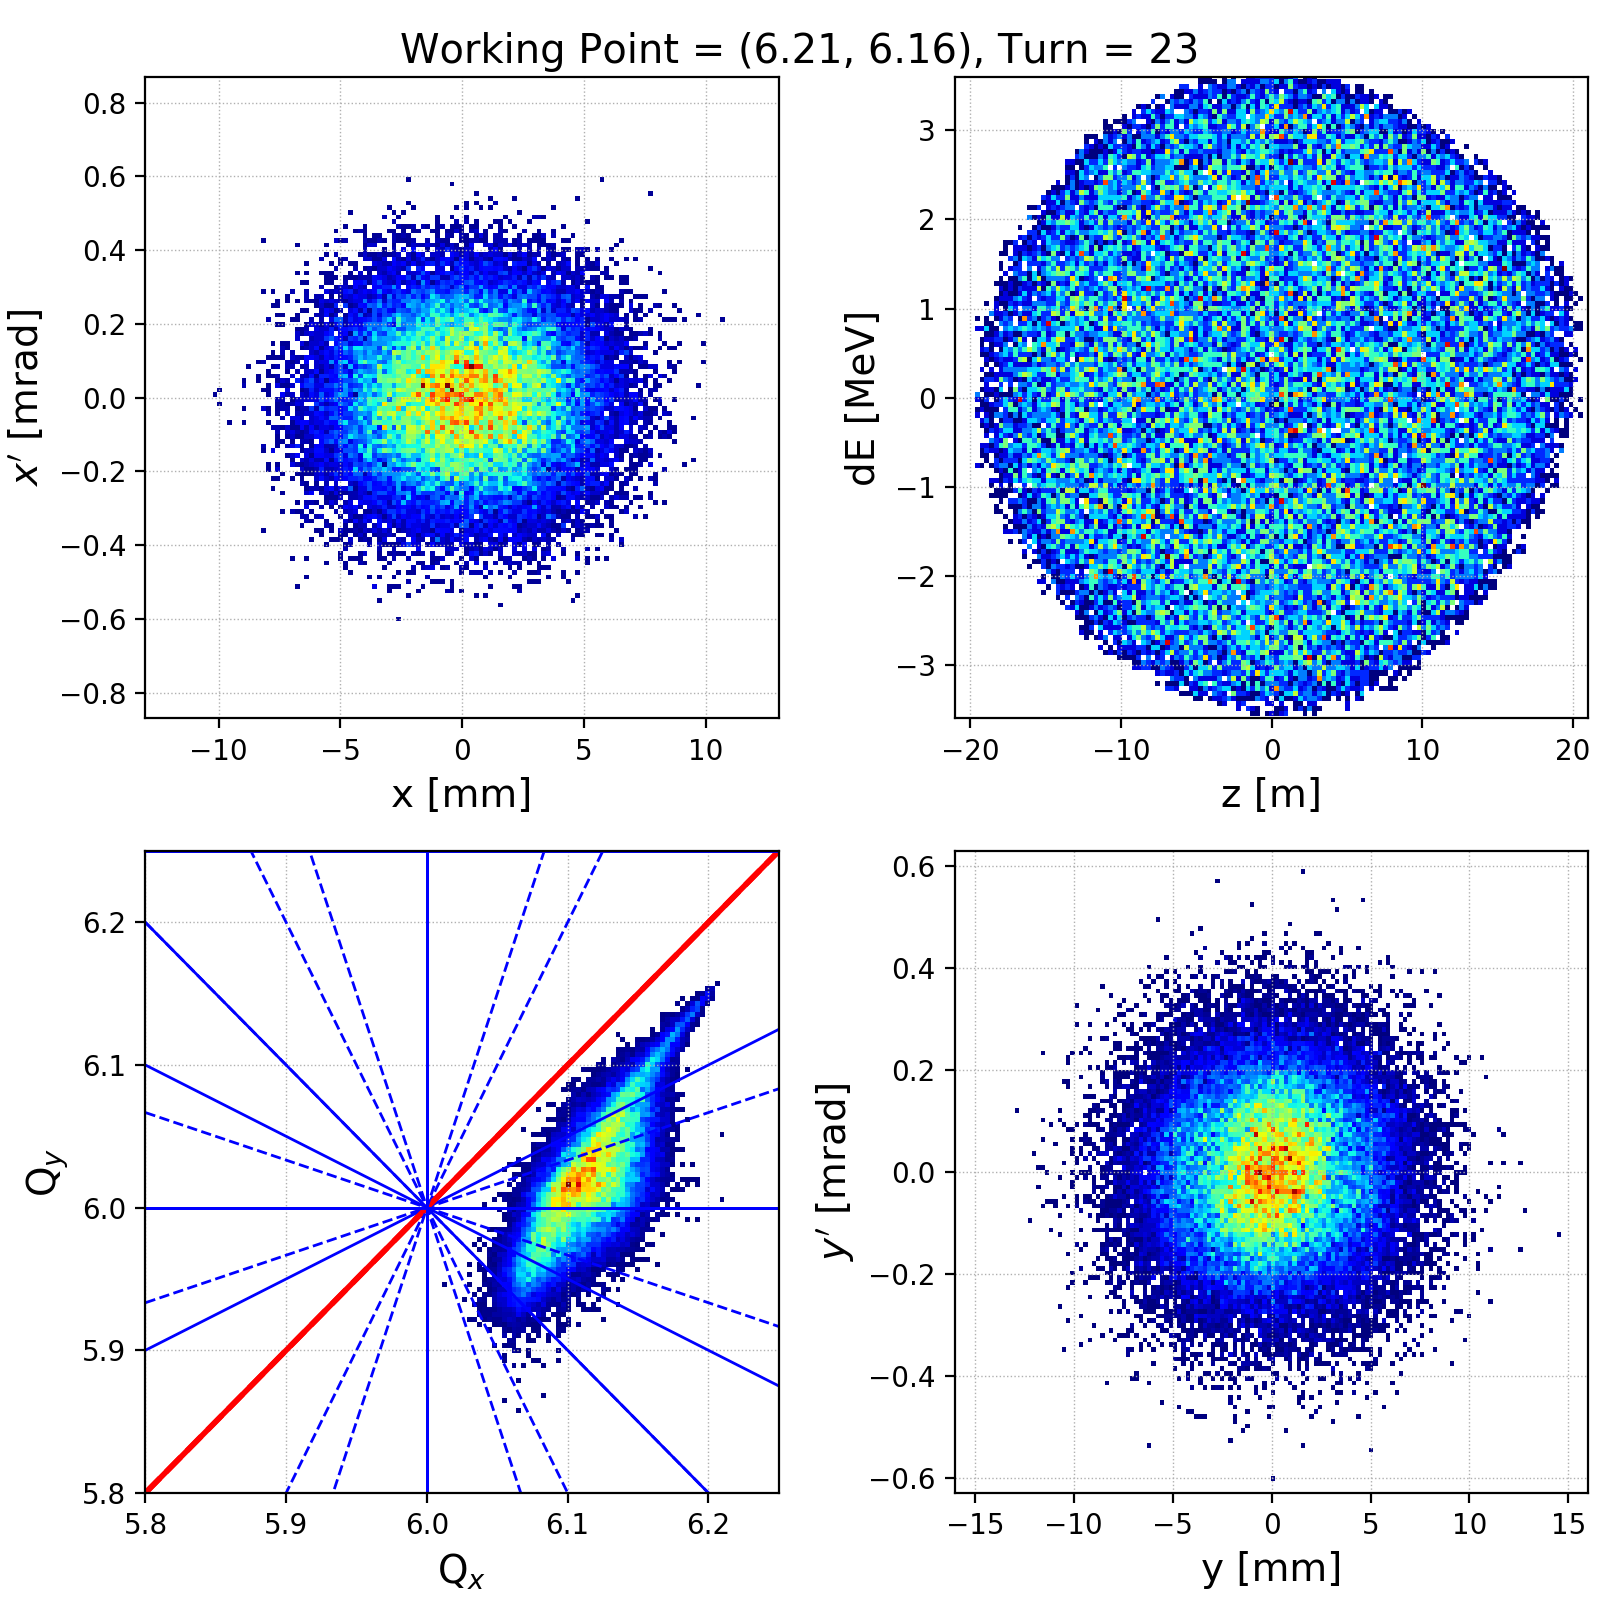 Working Point = (6.21, 6.16), Turn = 23
0.8
0.6
0.4
0.2
0.0
−0.2
−0.4
−0.6
−0.8
x′ [mrad]
−10 −5 0 5 10
x [mm]
3
2
1
0
−1
−2
−3
dE [MeV]
−20 −10 0 10 20
z [m]
6.2
6.1
6.0
5.9
5.8
Qy
5.8 5.9 6.0 6.1 6.2
Qx
0.6
0.4
0.2
0.0
−0.2
−0.4
−0.6
y′ [mrad]
−15 −10 −5 0 5 10 15
y [mm]